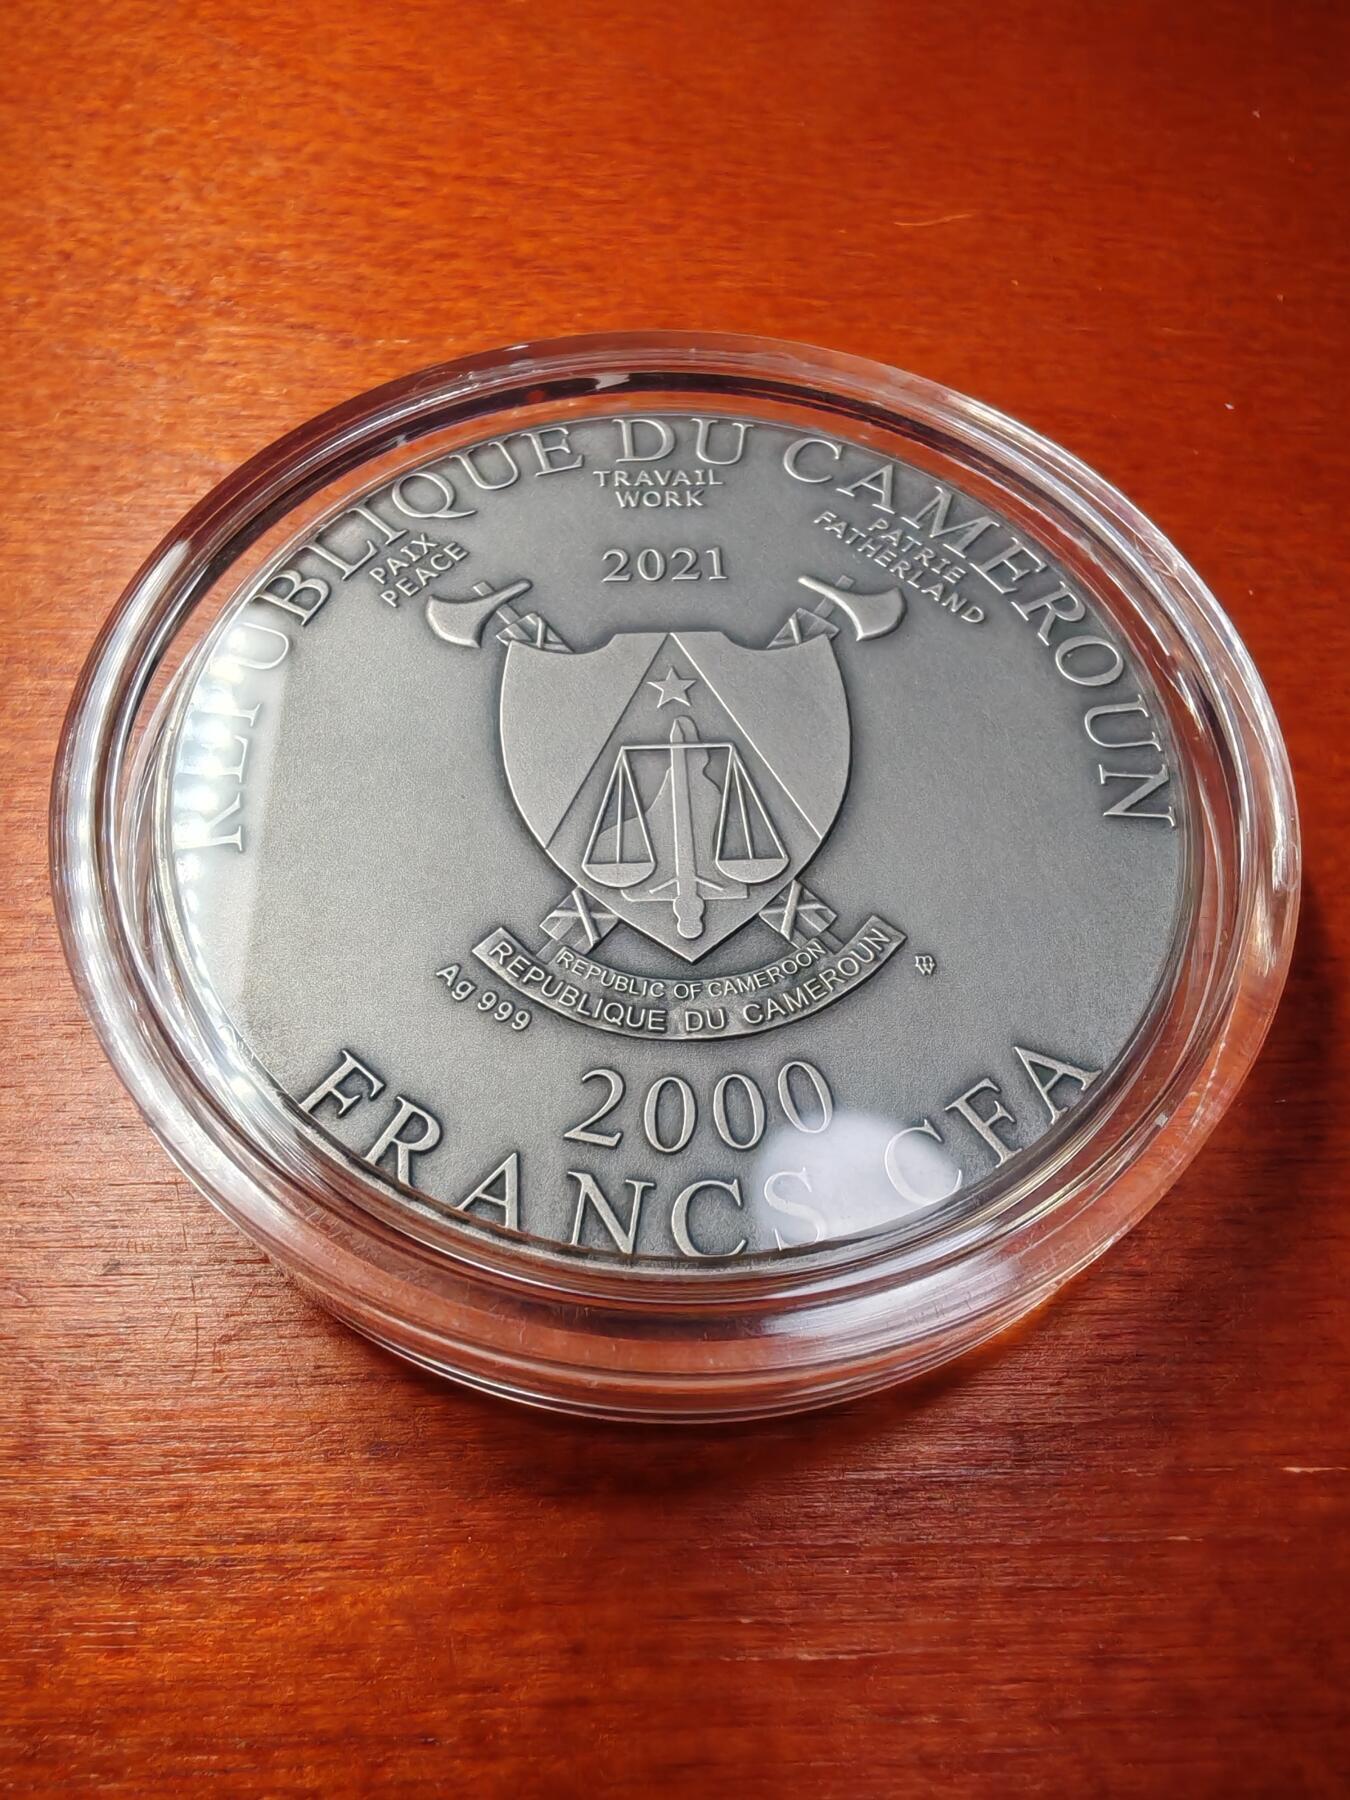 REPUBLIQUE DU CAMEROUN
TRAVAIL
WORK
PAIX
PEACE
PATRIE
FATHERLAND
2021
REPUBLIC OF CAMEROON
REPUBLIQUE DU CAMEROUN
Ag 999
2000
FRANCS CFA